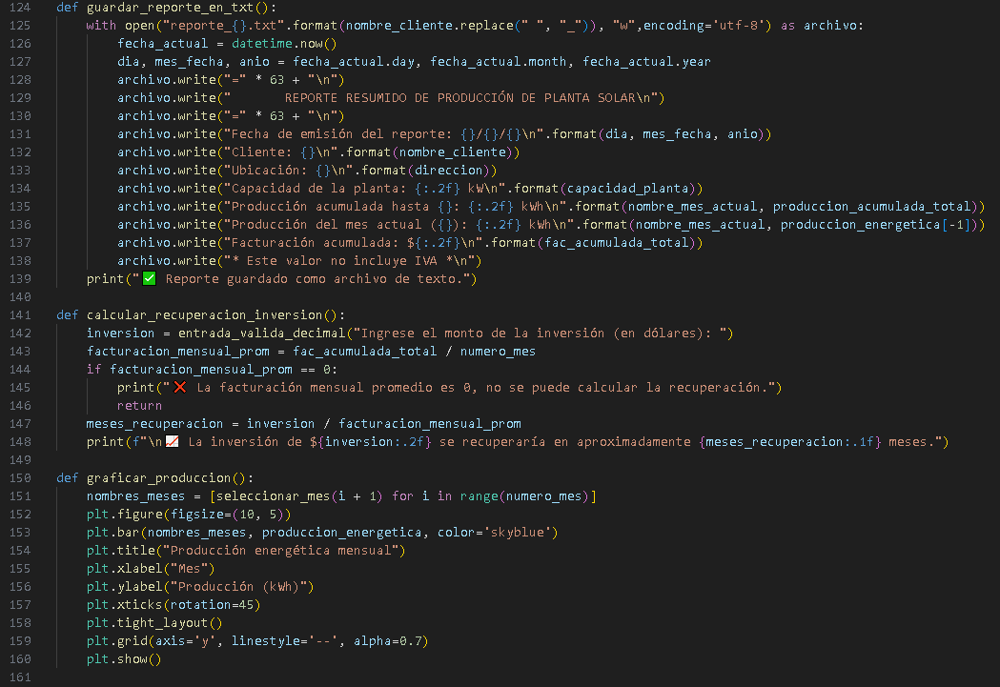 124 def guardar_reporte_en_txt():
125     with open("reporte_{}.txt".format(nombre_cliente.replace(" ", "_")), "w",encoding='utf-8') as archivo:
126         fecha_actual = datetime.now()
127         dia, mes_fecha, anio = fecha_actual.day, fecha_actual.month, fecha_actual.year
128         archivo.write("=" * 63 + "\n")
129         archivo.write("       REPORTE RESUMIDO DE PRODUCCIÓN DE PLANTA SOLAR\n")
130         archivo.write("=" * 63 + "\n")
131         archivo.write("Fecha de emisión del reporte: {}/{}/{}\n".format(dia, mes_fecha, anio))
132         archivo.write("Cliente: {}\n".format(nombre_cliente))
133         archivo.write("Ubicación: {}\n".format(direccion))
134         archivo.write("Capacidad de la planta: {:.2f} kW\n".format(capacidad_planta))
135         archivo.write("Producción acumulada hasta {}: {:.2f} kWh\n".format(nombre_mes_actual, produccion_acumulada_total))
136         archivo.write("Producción del mes actual ({}): {:.2f} kWh\n".format(nombre_mes_actual, produccion_energetica[-1]))
137         archivo.write("Facturación acumulada: ${:.2f}\n".format(fac_acumulada_total))
138         archivo.write("* Este valor no incluye IVA *\n")
139     print("✅ Reporte guardado como archivo de texto.")
140
141 def calcular_recuperacion_inversion():
142     inversion = entrada_valida_decimal("Ingrese el monto de la inversión (en dólares): ")
143     facturacion_mensual_prom = fac_acumulada_total / numero_mes
144     if facturacion_mensual_prom == 0:
145         print("❌ La facturación mensual promedio es 0, no se puede calcular la recuperación.")
146         return
147     meses_recuperacion = inversion / facturacion_mensual_prom
148     print(f"\n📈 La inversión de ${inversion:.2f} se recuperaría en aproximadamente {meses_recuperacion:.1f} meses.")
149
150 def graficar_produccion():
151     nombres_meses = [seleccionar_mes(i + 1) for i in range(numero_mes)]
152     plt.figure(figsize=(10, 5))
153     plt.bar(nombres_meses, produccion_energetica, color='skyblue')
154     plt.title("Producción energética mensual")
155     plt.xlabel("Mes")
156     plt.ylabel("Producción (kWh)")
157     plt.xticks(rotation=45)
158     plt.tight_layout()
159     plt.grid(axis='y', linestyle='--', alpha=0.7)
160     plt.show()
161